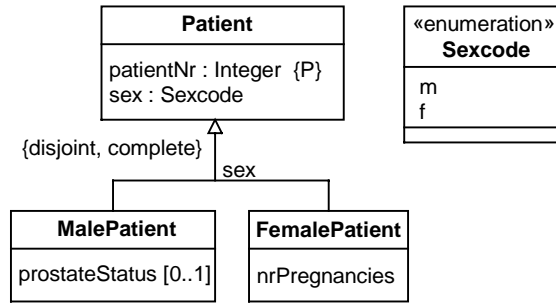 Patient
patientNr : Integer {P}
sex : Sexcode
«enumeration»
Sexcode
m
f
{disjoint, complete}
sex
MalePatient
prostateStatus [0..1]
FemalePatient
nrPregnancies